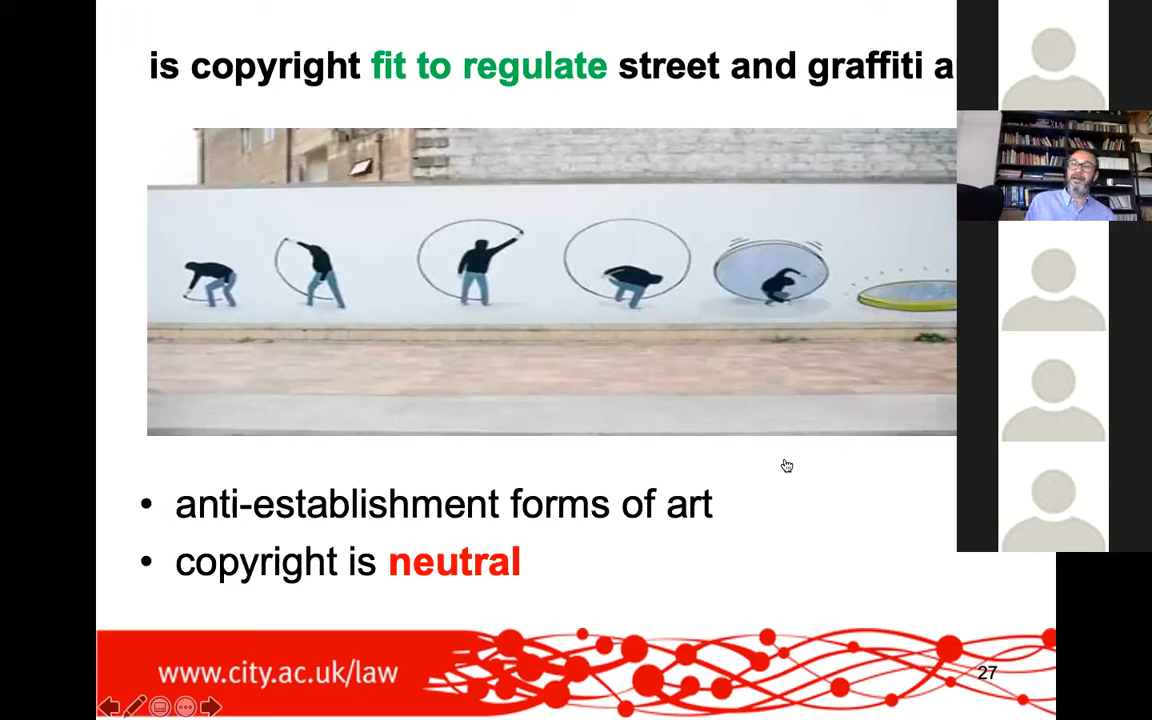 is copyright fit to regulate street and graffiti a
• anti-establishment forms of art
• copyright is neutral
www.city.ac.uk/law
27